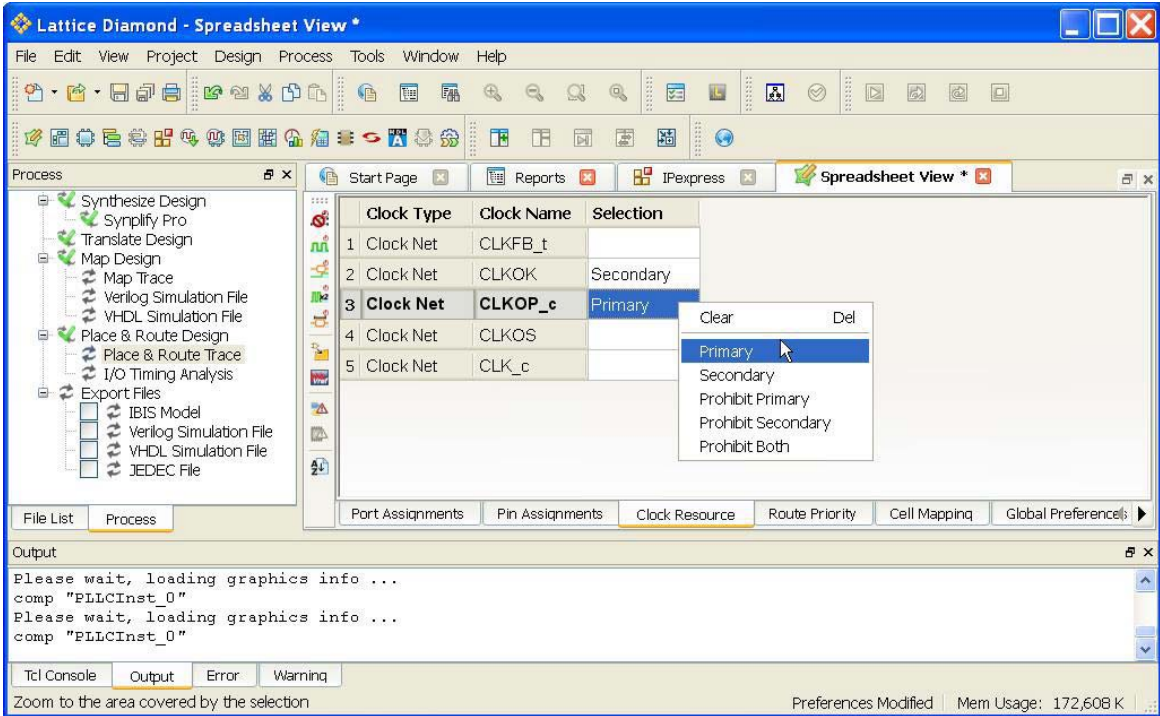 Lattice Diamond - Spreadsheet View *
File Edit View Project Design Process Tools Window Help
Process
Synthesize Design
Synplify Pro
Translate Design
Map Design
Map Trace
Verilog Simulation File
VHDL Simulation File
Place & Route Design
Place & Route Trace
I/O Timing Analysis
Export Files
IBIS Model
Verilog Simulation File
VHDL Simulation File
JEDEC File
File List Process
Start Page Reports IPexpress Spreadsheet View *
Clock Type Clock Name Selection
1 Clock Net CLKFB_t
2 Clock Net CLKOK Secondary
3 Clock Net CLKOP_c Primary
4 Clock Net CLKOS
5 Clock Net CLK_c
Clear Del
Primary
Secondary
Prohibit Primary
Prohibit Secondary
Prohibit Both
Port Assignments Pin Assignments Clock Resource Route Priority Cell Mapping Global Preferences
Output
Please wait, loading graphics info ...
comp "PLLCInst_0"
Please wait, loading graphics info ...
comp "PLLCInst_0"
Tcl Console Output Error Warning
Zoom to the area covered by the selection Preferences Modified Mem Usage: 172,608 K